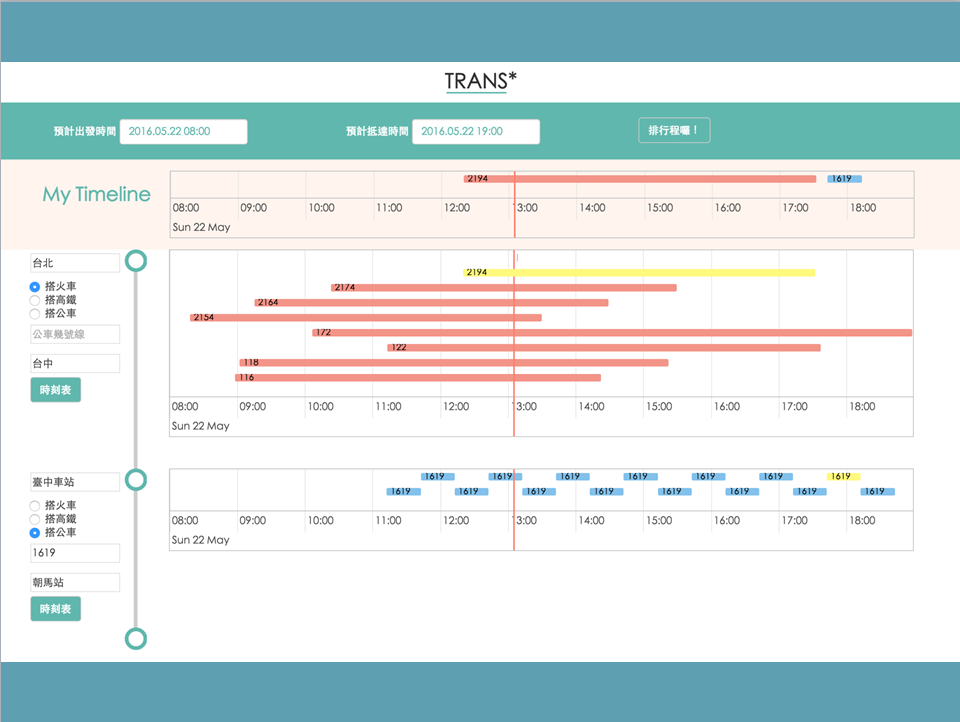 TRANS*
預計出發時間 2016.05.22 08:00 預計抵達時間 2016.05.22 19:00 排行程囉！
My Timeline
2194 1619
08:00 09:00 10:00 11:00 12:00 13:00 14:00 15:00 16:00 17:00 18:00
Sun 22 May
台北
搭火車
搭高鐵
搭公車
公車幾號線
台中
時刻表
2194
2174
2164
2154
172
122
118
116
08:00 09:00 10:00 11:00 12:00 13:00 14:00 15:00 16:00 17:00 18:00
Sun 22 May
臺中車站
搭火車
搭高鐵
搭公車
1619
朝馬站
時刻表
1619 1619 1619 1619 1619 1619 1619
1619 1619 1619 1619 1619 1619 1619 1619
08:00 09:00 10:00 11:00 12:00 13:00 14:00 15:00 16:00 17:00 18:00
Sun 22 May